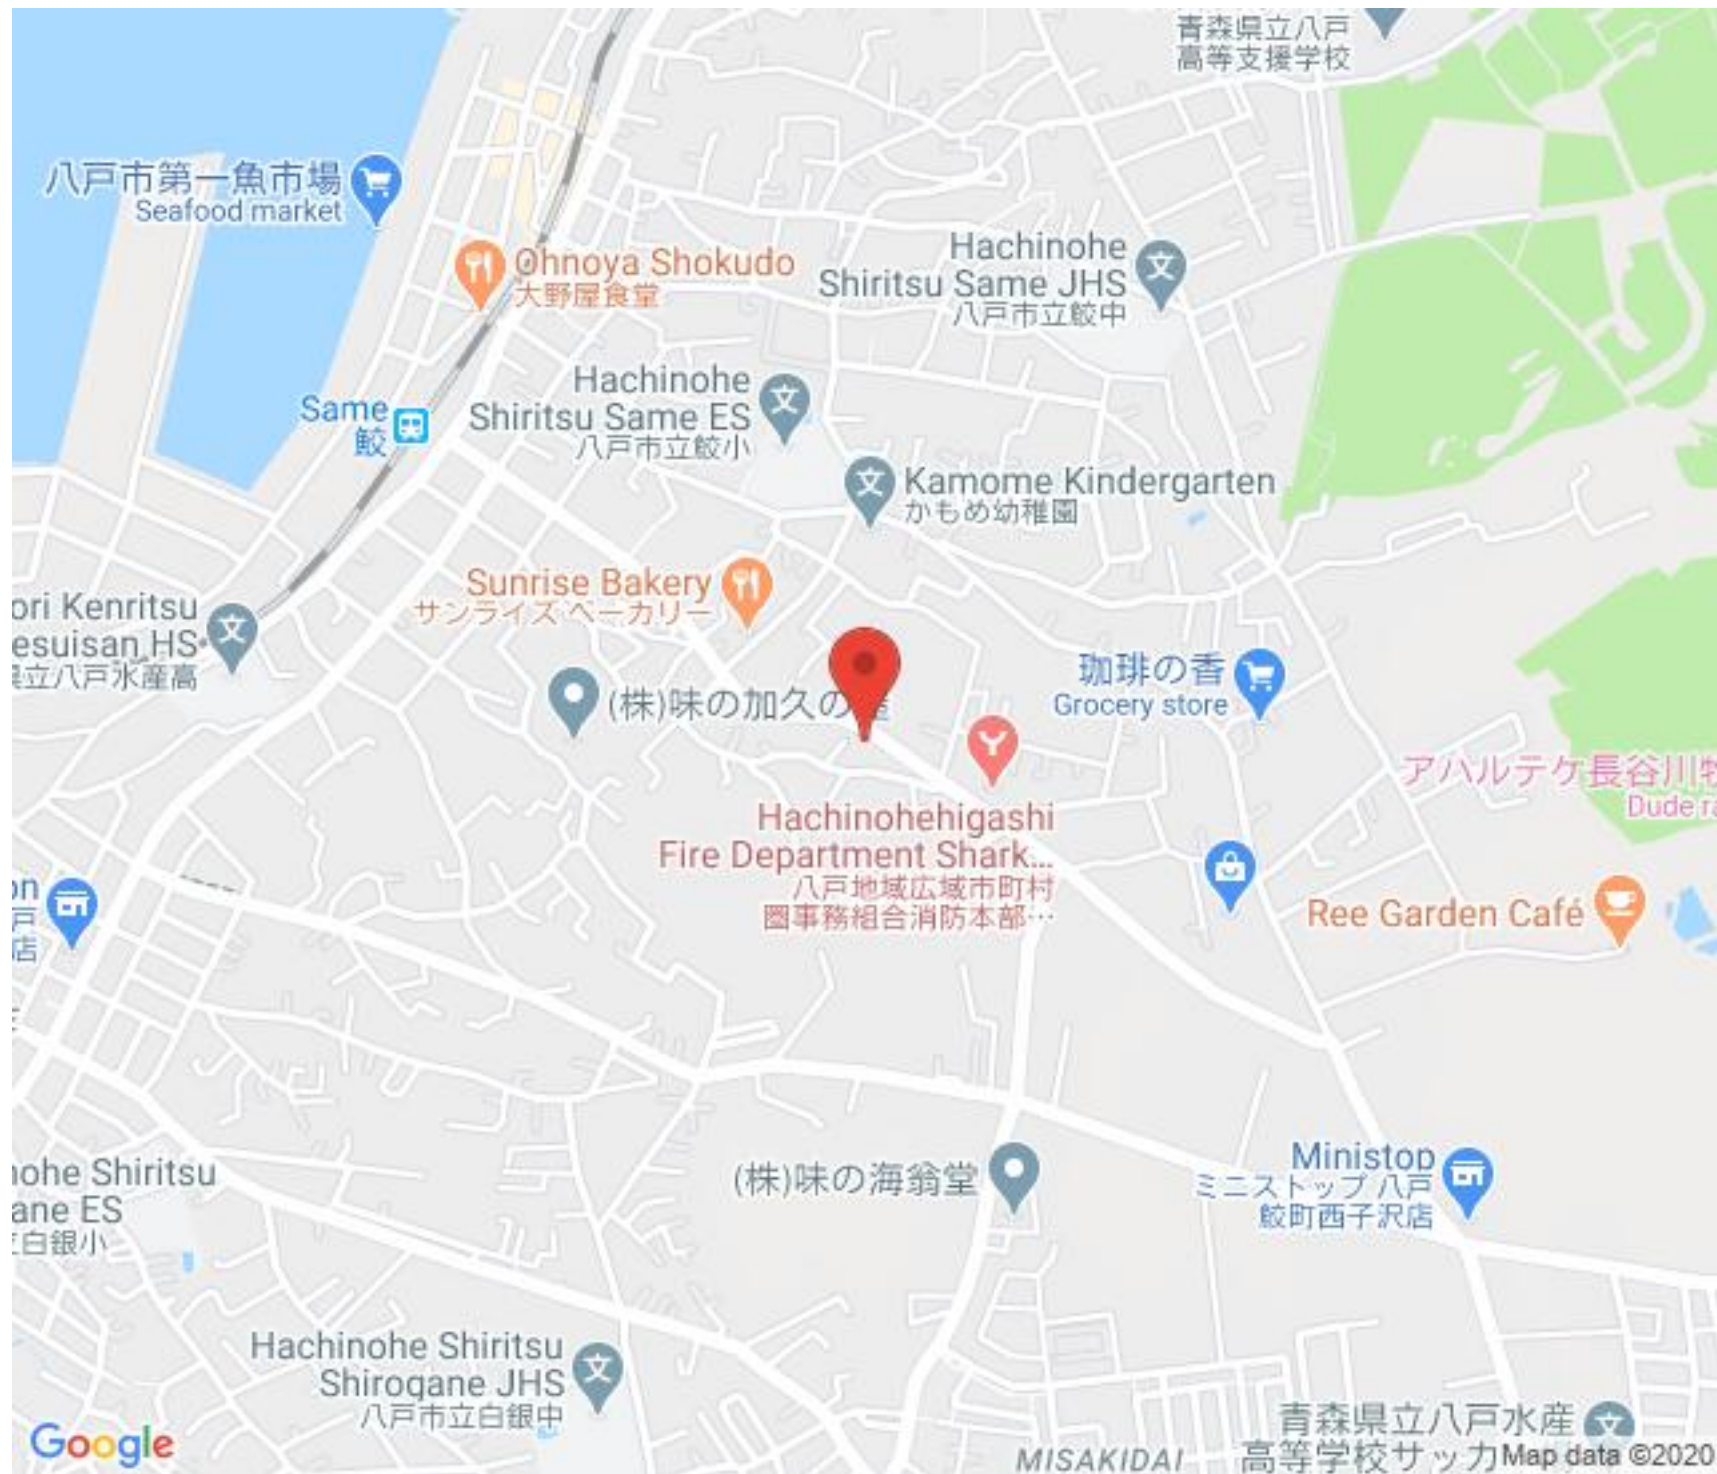 青森県立八戸
高等支援学校
八戸市第一魚市場
Seafood market
Ohnoya Shokudo
大野屋食堂
Hachinohe
Shiritsu Same JHS
八戸市立鮫中
Hachinohe
Shiritsu Same ES
八戸市立鮫小
Same
鮫
Kamome Kindergarten
かもめ幼稚園
Sunrise Bakery
サンライズ ベーカリー
ori Kenritsu
esuisan HS
立八戸水産高
(株)味の加久の
珈琲の香
Grocery store
アハルテケ長谷川牧
Dude ra
Hachinohehigashi
Fire Department Shark...
八戸地域広域市町村
圏事務組合消防本部…
on
戸
店
Ree Garden Café
(株)味の海翁堂
Ministop
ミニストップ 八戸
鮫町西子沢店
nohe Shiritsu
ane ES
白銀小
Hachinohe Shiritsu
Shirogane JHS
八戸市立白銀中
青森県立八戸水産
高等学校サッカ
MISAKIDAI
Google
Map data ©2020